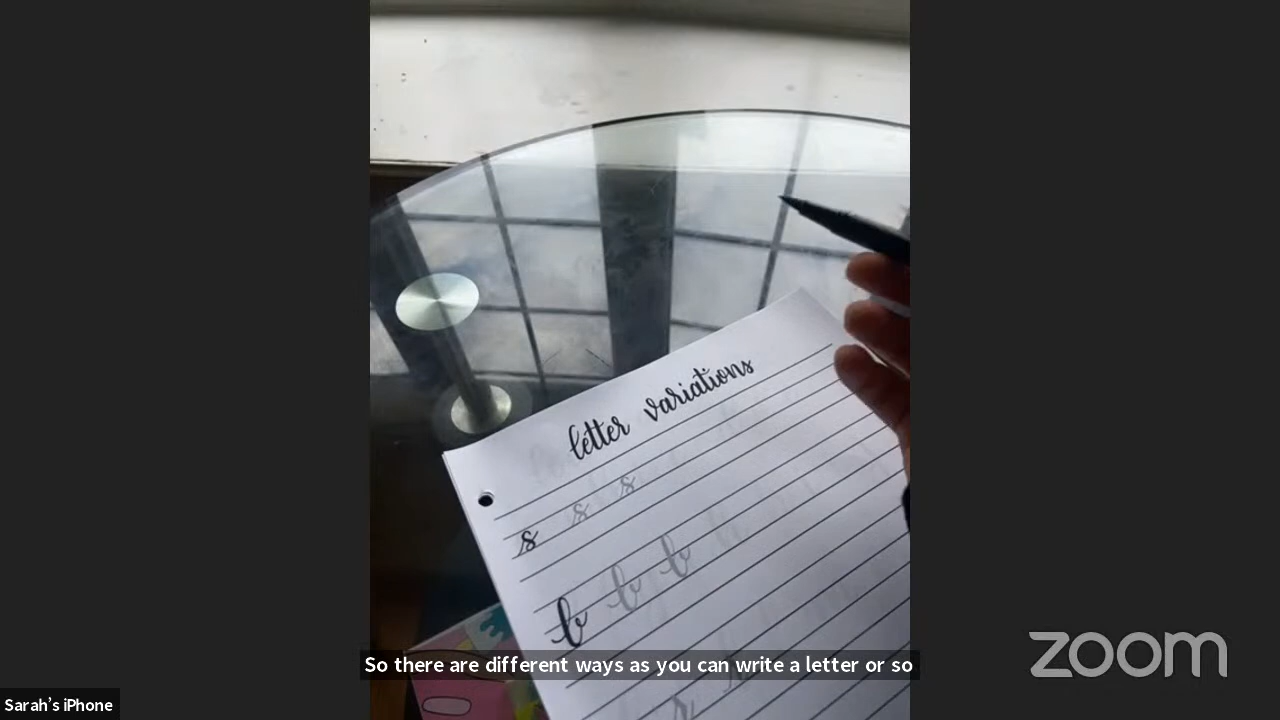 letter variations
s s s
b b b
So there are different ways as you can write a letter or so
zoom
Sarah's iPhone